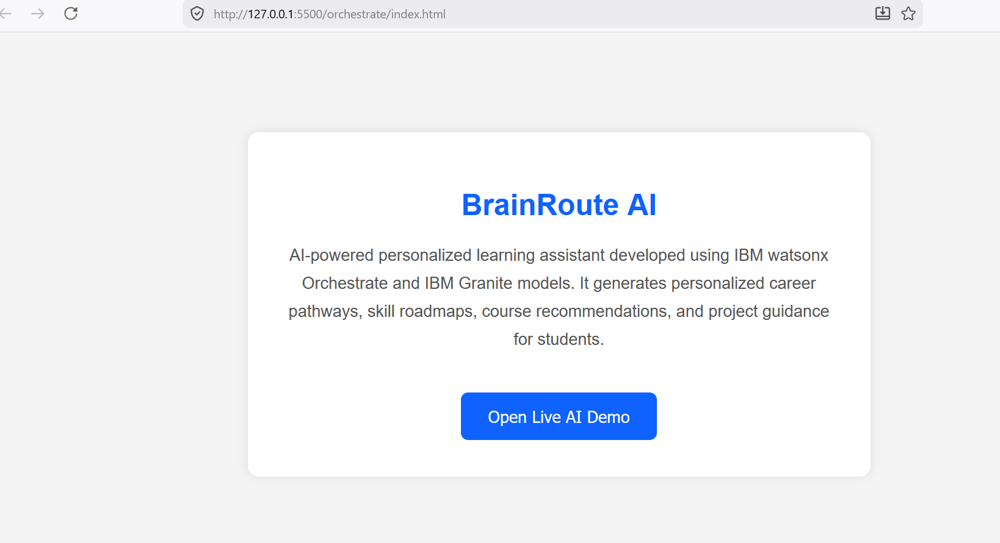 http://127.0.0.1:5500/orchestrate/index.html
BrainRoute AI
AI-powered personalized learning assistant developed using IBM watsonx
Orchestrate and IBM Granite models. It generates personalized career
pathways, skill roadmaps, course recommendations, and project guidance
for students.
Open Live AI Demo